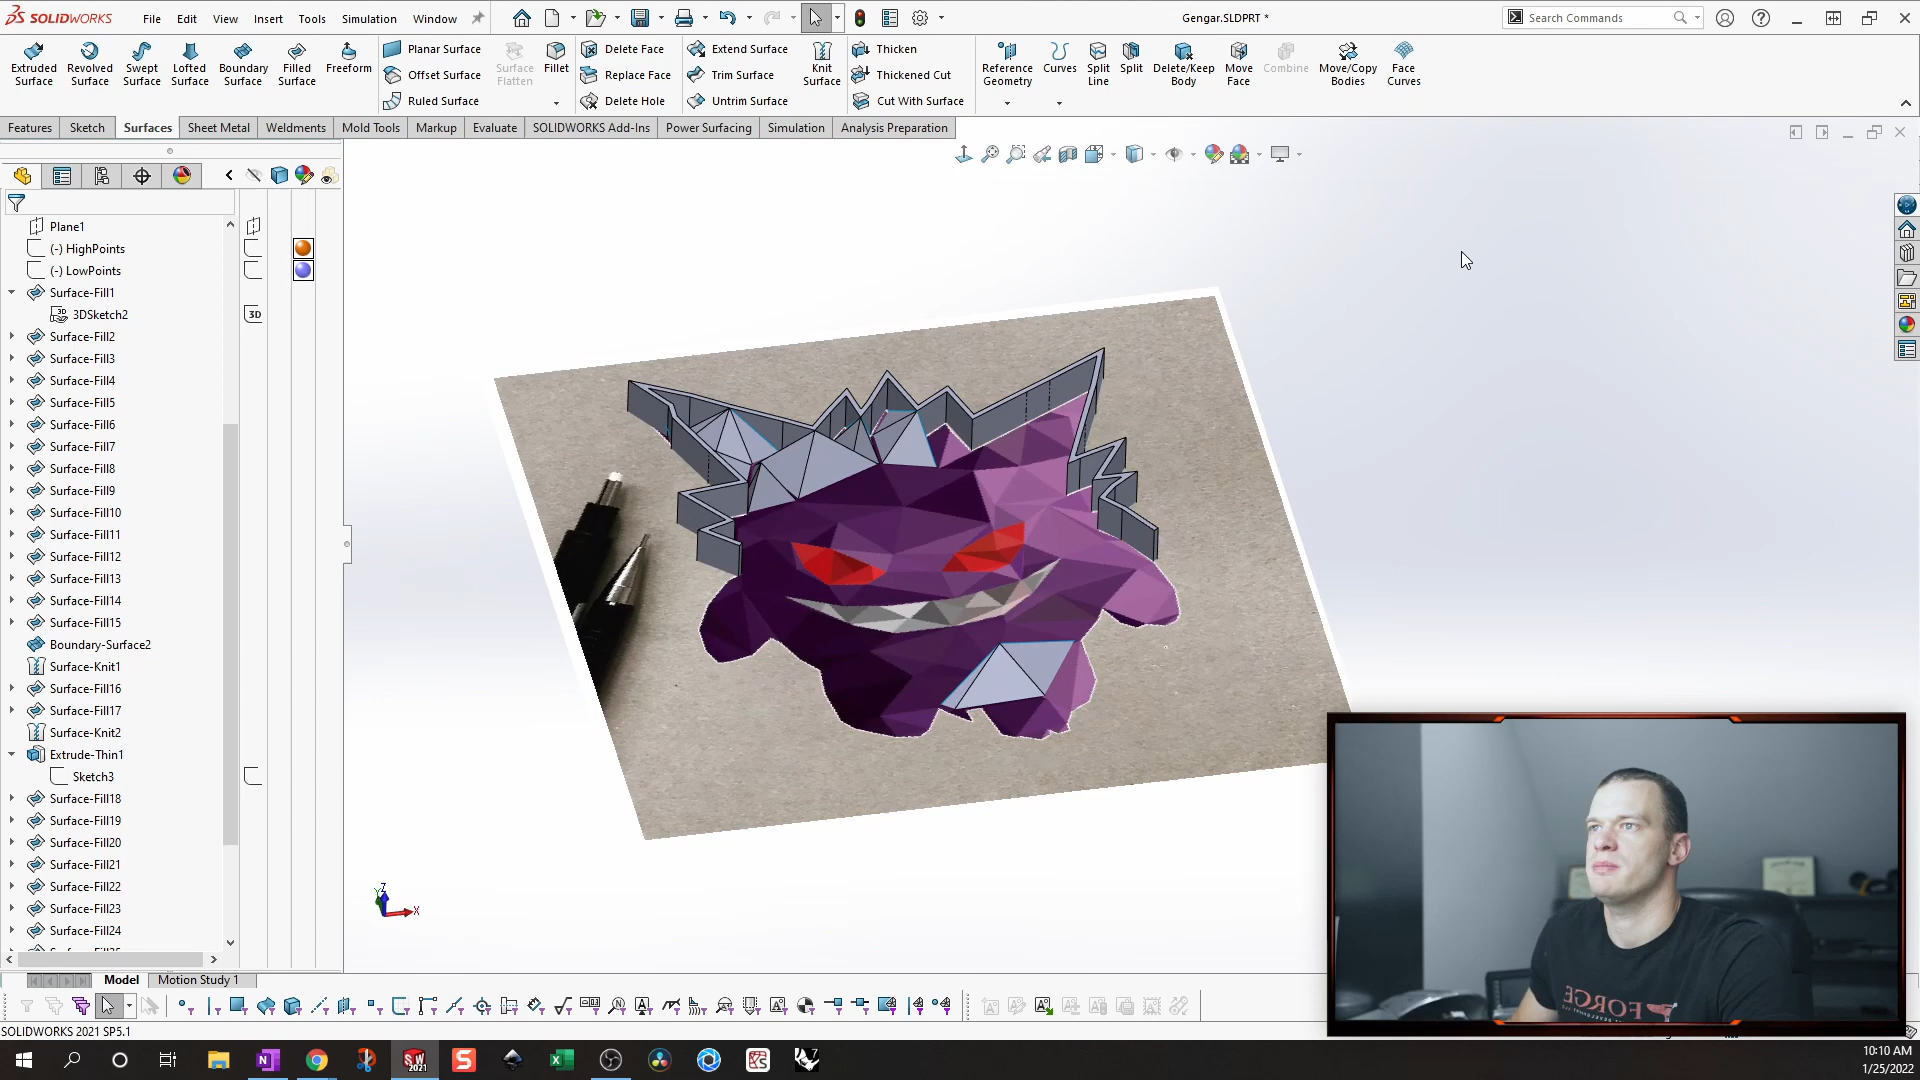 SOLIDWORKS
File Edit View Insert Tools Simulation Window
Gengar.SLDPRT *
Search Commands
Extruded Surface
Revolved Surface
Swept Surface
Lofted Surface
Boundary Surface
Filled Surface
Freeform
Planar Surface
Offset Surface
Ruled Surface
Surface Flatten
Fillet
Delete Face
Replace Face
Delete Hole
Extend Surface
Trim Surface
Untrim Surface
Knit Surface
Thicken
Thickened Cut
Cut With Surface
Reference Geometry
Curves
Split Line
Split
Delete/Keep Body
Move Face
Combine
Move/Copy Bodies
Face Curves
Features Sketch Surfaces Sheet Metal Weldments Mold Tools Markup Evaluate SOLIDWORKS Add-Ins Power Surfacing Simulation Analysis Preparation
Plane1
(-) HighPoints
(-) LowPoints
Surface-Fill1
3DSketch2 3D
Surface-Fill2
Surface-Fill3
Surface-Fill4
Surface-Fill5
Surface-Fill6
Surface-Fill7
Surface-Fill8
Surface-Fill9
Surface-Fill10
Surface-Fill11
Surface-Fill12
Surface-Fill13
Surface-Fill14
Surface-Fill15
Boundary-Surface2
Surface-Knit1
Surface-Fill16
Surface-Fill17
Surface-Knit2
Extrude-Thin1
Sketch3
Surface-Fill18
Surface-Fill19
Surface-Fill20
Surface-Fill21
Surface-Fill22
Surface-Fill23
Surface-Fill24
Z
Y
X
Model Motion Study 1
SOLIDWORKS 2021 SP5.1
FORCE
SW 2021
10:10 AM
1/25/2022